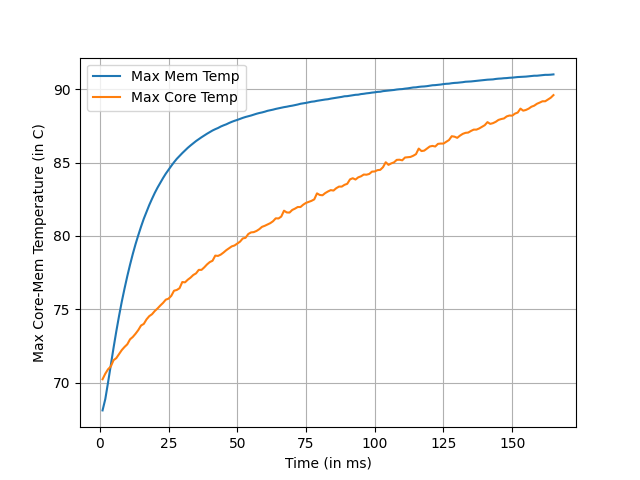 Max Mem Temp
Max Core Temp
Max Core-Mem Temperature (in C)
90
85
80
75
70
0 25 50 75 100 125 150
Time (in ms)